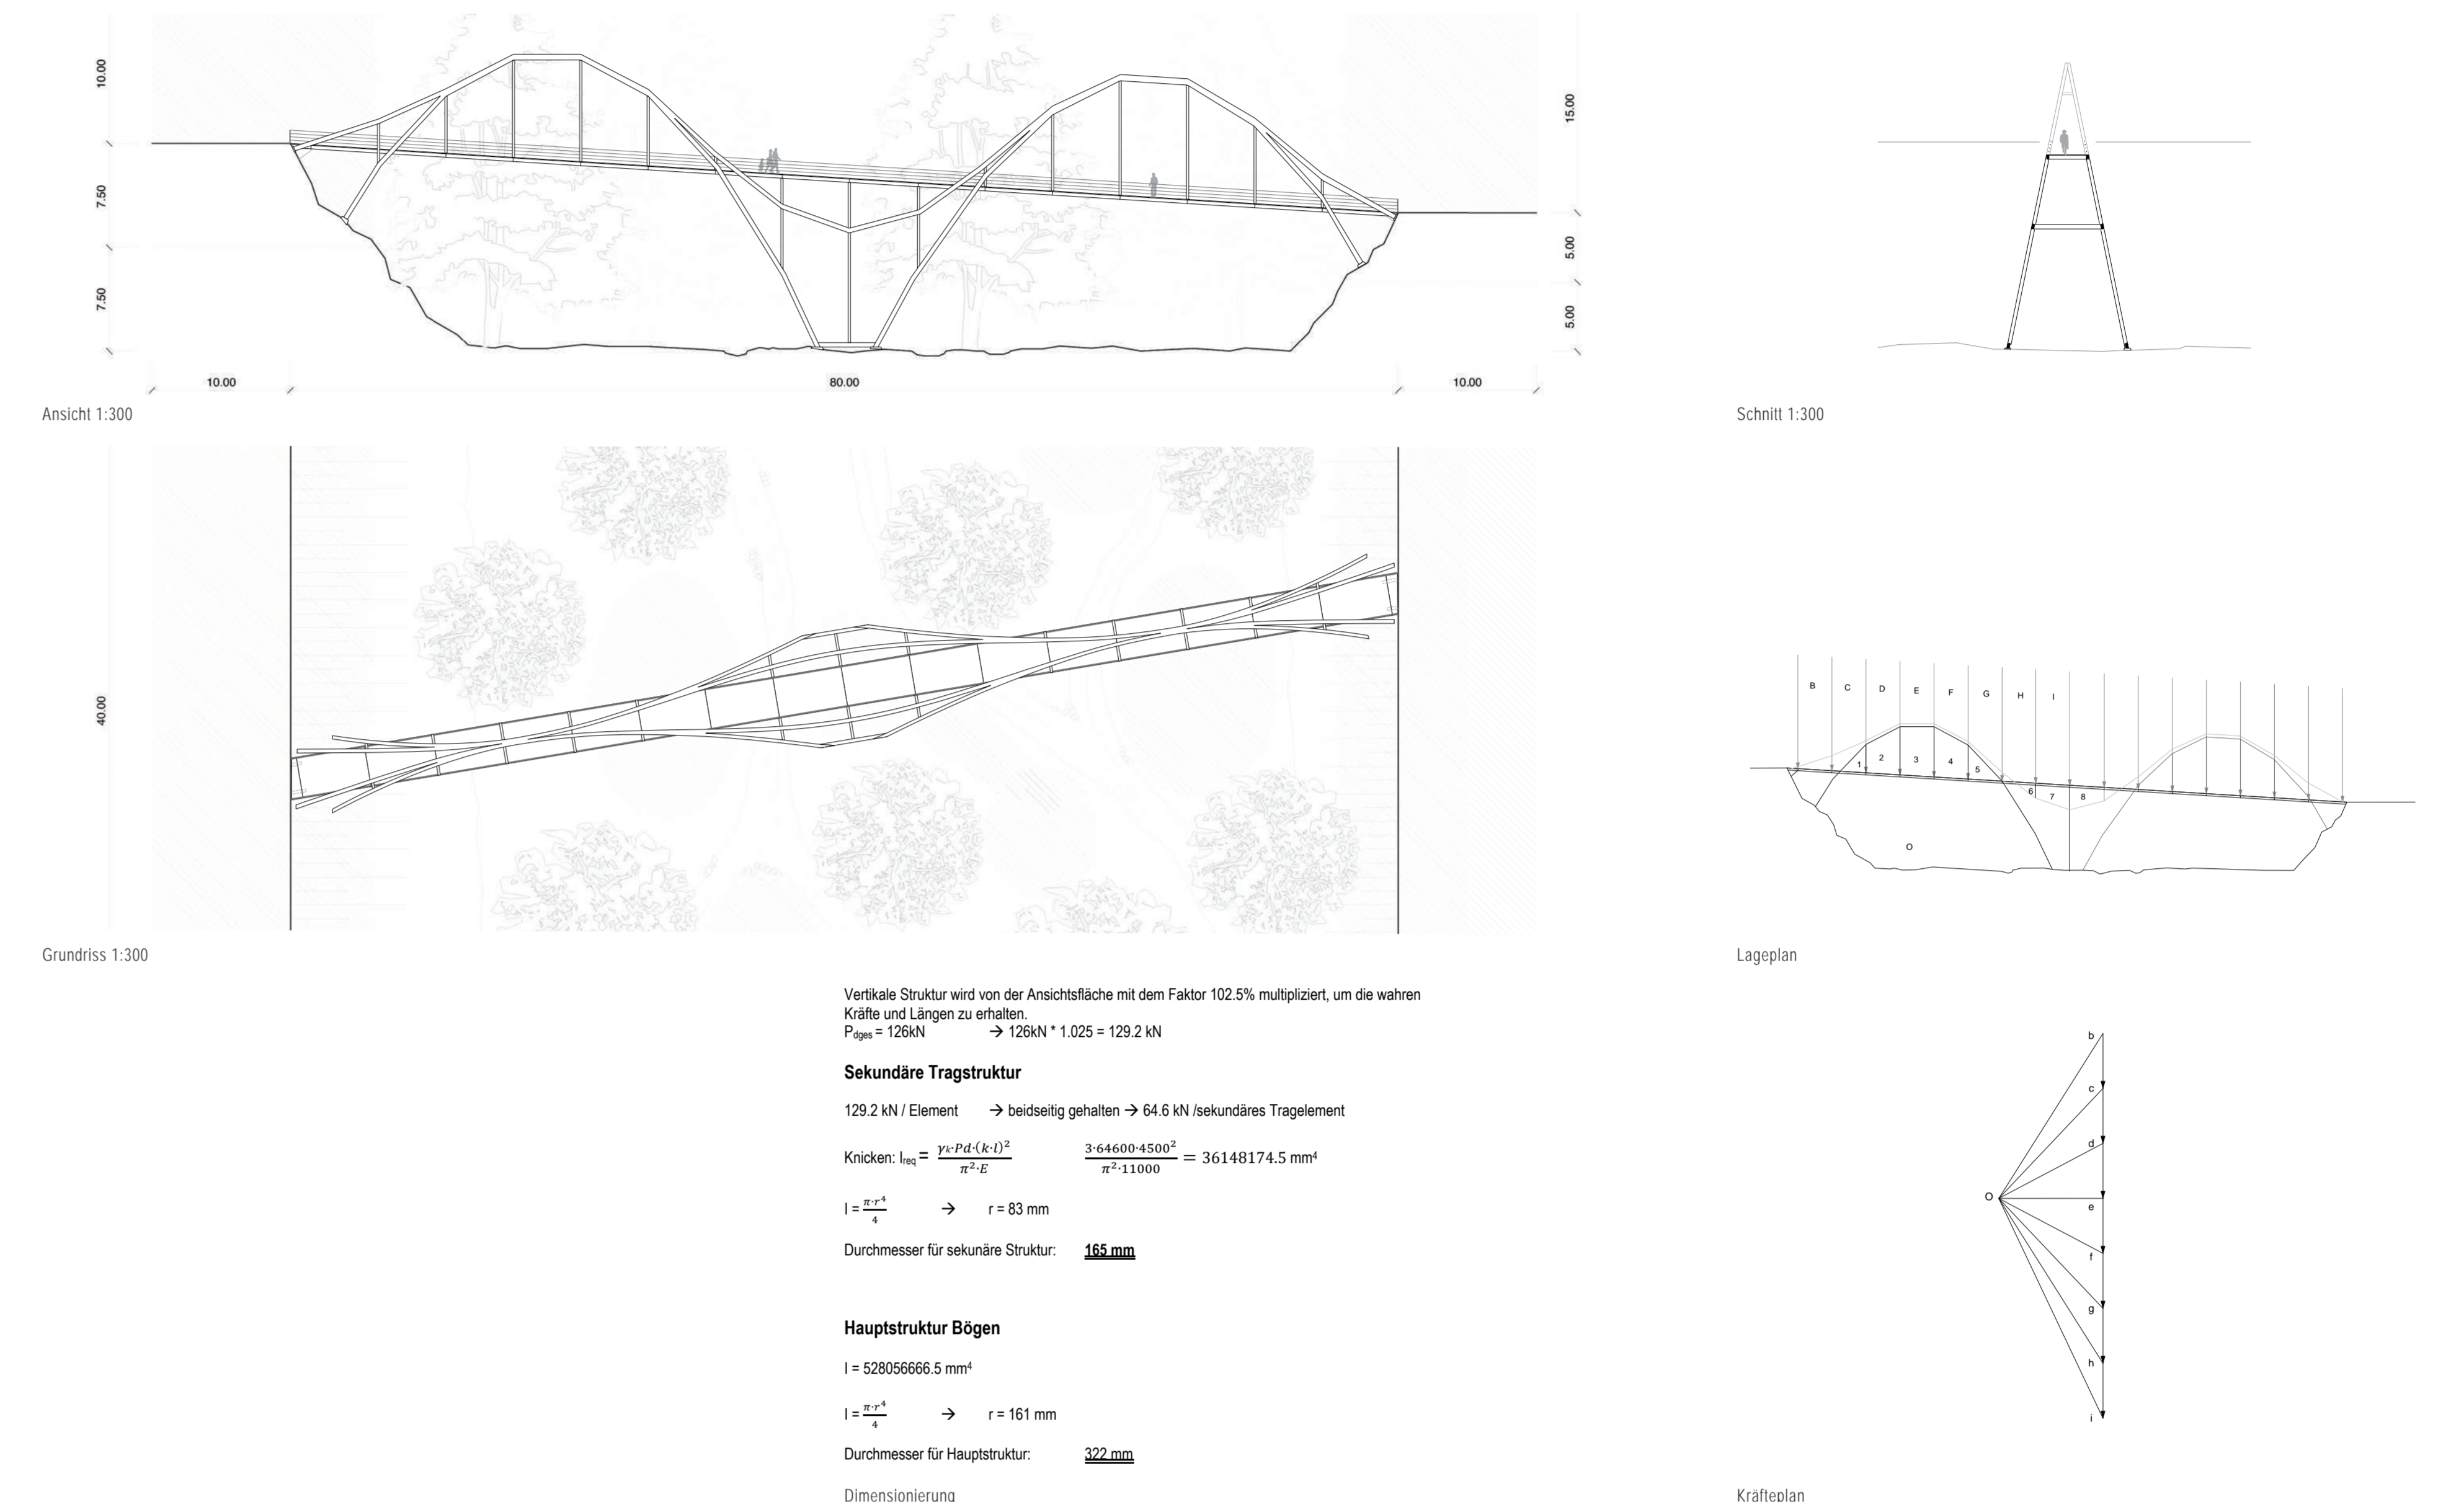 10.00
7.50
7.50
15.00
5.00
5.00
10.00
80.00
10.00
Ansicht 1:300
Schnitt 1:300
40.00
Grundriss 1:300
B
C
D
E
F
G
H
I
1
2
3
4
5
6
7
8
O
Lageplan
Vertikale Struktur wird von der Ansichtsfläche mit dem Faktor 102.5% multipliziert, um die wahren
Kräfte und Längen zu erhalten.
Pdges = 126kN → 126kN * 1.025 = 129.2 kN
Sekundäre Tragstruktur
129.2 kN / Element → beidseitig gehalten → 64.6 kN /sekundäres Tragelement
Knicken: Ireq = γk·Pd·(k·l)² / π²·E 3·64600·4500² / π²·11000 = 36148174.5 mm⁴
I = π·r⁴ / 4 → r = 83 mm
Durchmesser für sekunäre Struktur: 165 mm
Hauptstruktur Bögen
I = 528056666.5 mm⁴
I = π·r⁴ / 4 → r = 161 mm
Durchmesser für Hauptstruktur: 322 mm
Dimensionierung
b
c
d
O
e
f
g
h
i
Kräfteplan